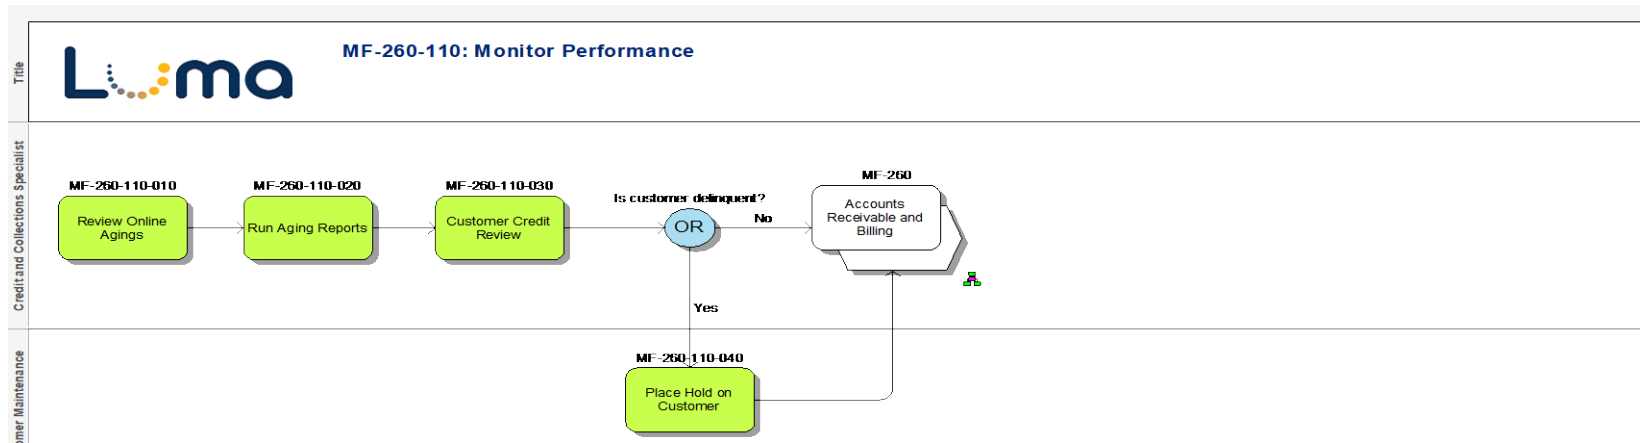 Title
Luma
MF-260-110: Monitor Performance
Credit and Collections Specialist
MF-260-110-010
Review Online
Agings
MF-260-110-020
Run Aging Reports
MF-260-110-030
Customer Credit
Review
Is customer delinquent?
OR
No
Yes
MF-260
Accounts
Receivable and
Billing
omer Maintenance
MF-260-110-040
Place Hold on
Customer